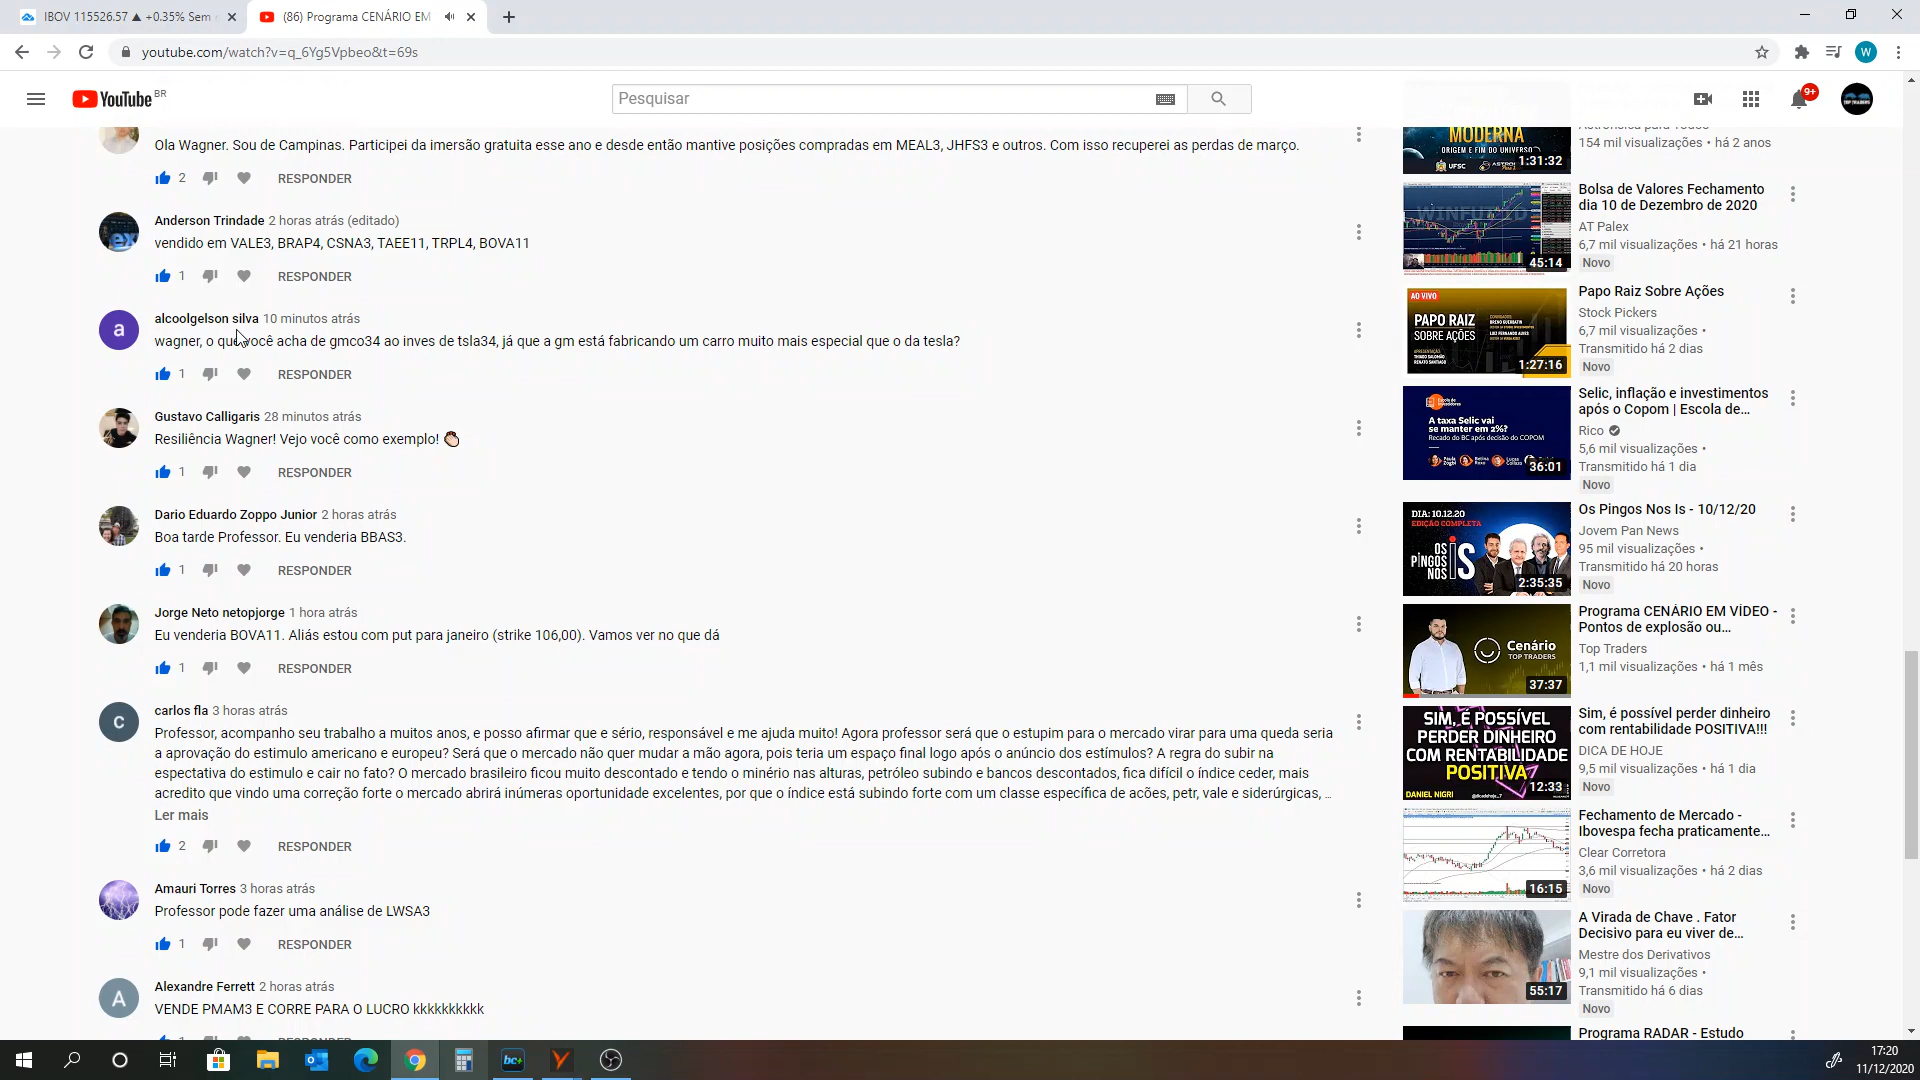 IBOV 115526.57 ▲ +0.35% Sem
(86) Programa CENÁRIO EM
youtube.com/watch?v=q_6Yg5Vpbeo&t=69s
W
YouTube BR
Pesquisar
9+
TOP TRADERS
Ola Wagner. Sou de Campinas. Participei da imersão gratuita esse ano e desde então mantive posições compradas em MEAL3, JHFS3 e outros. Com isso recuperei as perdas de março.
2 RESPONDER
Anderson Trindade 2 horas atrás (editado)
vendido em VALE3, BRAP4, CSNA3, TAEE11, TRPL4, BOVA11
1 RESPONDER
a
alcoolgelson silva 10 minutos atrás
wagner, o que você acha de gmco34 ao inves de tsla34, já que a gm está fabricando um carro muito mais especial que o da tesla?
1 RESPONDER
Gustavo Calligaris 28 minutos atrás
Resiliência Wagner! Vejo você como exemplo! 👏🏻
1 RESPONDER
Dario Eduardo Zoppo Junior 2 horas atrás
Boa tarde Professor. Eu venderia BBAS3.
1 RESPONDER
Jorge Neto netopjorge 1 hora atrás
Eu venderia BOVA11. Aliás estou com put para janeiro (strike 106,00). Vamos ver no que dá
1 RESPONDER
c
carlos fla 3 horas atrás
Professor, acompanho seu trabalho a muitos anos, e posso afirmar que e sério, responsável e me ajuda muito! Agora professor será que o estupim para o mercado virar para uma queda seria
a aprovação do estimulo americano e europeu? Será que o mercado não quer mudar a mão agora, pois teria um espaço final logo após o anúncio dos estímulos? A regra do subir na
espectativa do estimulo e cair no fato? O mercado brasileiro ficou muito descontado e tendo o minério nas alturas, petróleo subindo e bancos descontados, fica difícil o índice ceder, mais
acredito que vindo uma correção forte o mercado abrirá inúmeras oportunidade excelentes, por que o índice está subindo forte com um classe específica de acões, petr, vale e siderúrgicas, ...
Ler mais
2 RESPONDER
Amauri Torres 3 horas atrás
Professor pode fazer uma análise de LWSA3
1 RESPONDER
A
Alexandre Ferrett 2 horas atrás
VENDE PMAM3 E CORRE PARA O LUCRO kkkkkkkkkk
MODERNA
ORIGEM E FIM DO UNIVERSO
UFSC
1:31:32
154 mil visualizações • há 2 anos
45:14
Bolsa de Valores Fechamento
dia 10 de Dezembro de 2020
AT Palex
6,7 mil visualizações • há 21 horas
Novo
AO VIVO
PAPO RAIZ
SOBRE AÇÕES
1:27:16
Papo Raiz Sobre Ações
Stock Pickers
6,7 mil visualizações •
Transmitido há 2 dias
Novo
A taxa Selic vai
se manter em 2%?
Recado do BC após decisão do COPOM
36:01
Selic, inflação e investimentos
após o Copom | Escola de...
Rico
5,6 mil visualizações •
Transmitido há 1 dia
Novo
DIA: 10.12.20
EDIÇÃO COMPLETA
OS
PINGOS
NOS IS
2:35:35
Os Pingos Nos Is - 10/12/20
Jovem Pan News
95 mil visualizações •
Transmitido há 20 horas
Novo
Cenário
TOP TRADERS
37:37
Programa CENÁRIO EM VÍDEO -
Pontos de explosão ou...
Top Traders
1,1 mil visualizações • há 1 mês
SIM, É POSSÍVEL
PERDER DINHEIRO
COM RENTABILIDADE
POSITIVA?
DANIEL NIGRI
12:33
Sim, é possível perder dinheiro
com rentabilidade POSITIVA!!!
DICA DE HOJE
9,5 mil visualizações • há 1 dia
Novo
16:15
Fechamento de Mercado -
Ibovespa fecha praticamente...
Clear Corretora
3,6 mil visualizações • há 2 dias
Novo
55:17
A Virada de Chave . Fator
Decisivo para eu viver de...
Mestre dos Derivativos
9,1 mil visualizações •
Transmitido há 6 dias
Novo
Programa RADAR - Estudo
bc+
17:20
11/12/2020